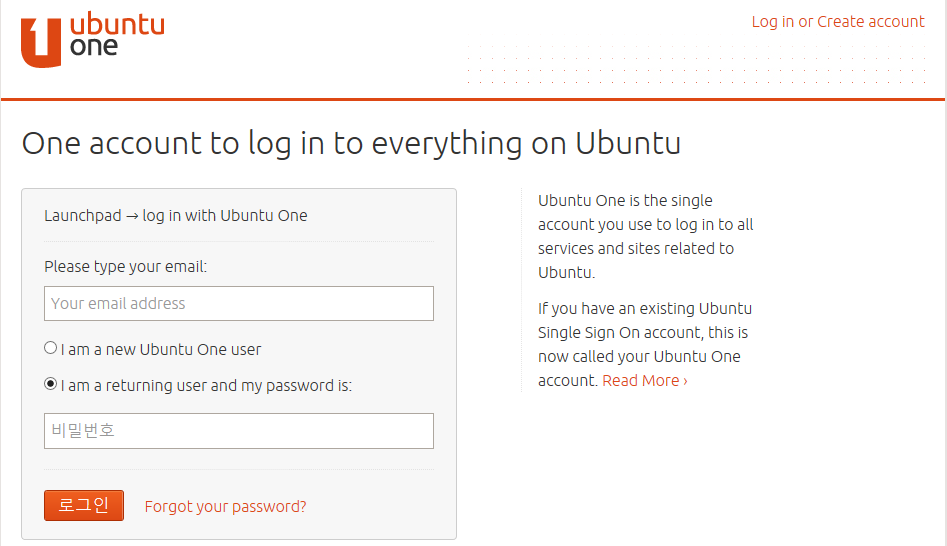 ubuntu
one
Log in or Create account
One account to log in to everything on Ubuntu
Launchpad → log in with Ubuntu One
Please type your email:
Your email address
I am a new Ubuntu One user
I am a returning user and my password is:
비밀번호
로그인
Forgot your password?
Ubuntu One is the single
account you use to log in to all
services and sites related to
Ubuntu.
If you have an existing Ubuntu
Single Sign On account, this is
now called your Ubuntu One
account. Read More ›